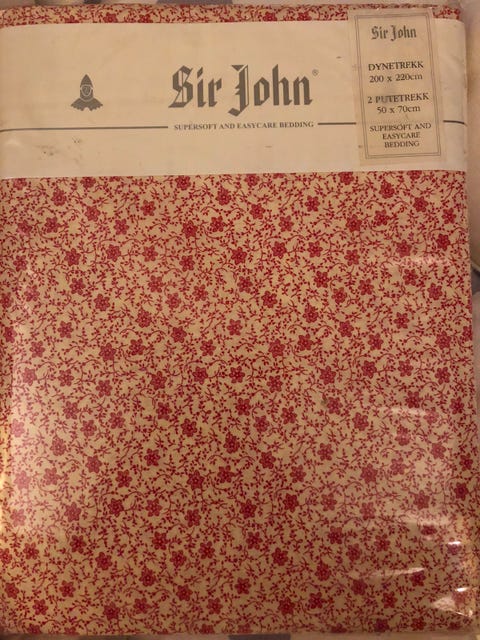 Sir John®
SUPERSOFT AND EASYCARE BEDDING
Sir John
DYNETREKK
200 x 220cm
2 PUTETREKK
50 x 70cm
SUPERSOFT AND
EASYCARE
BEDDING